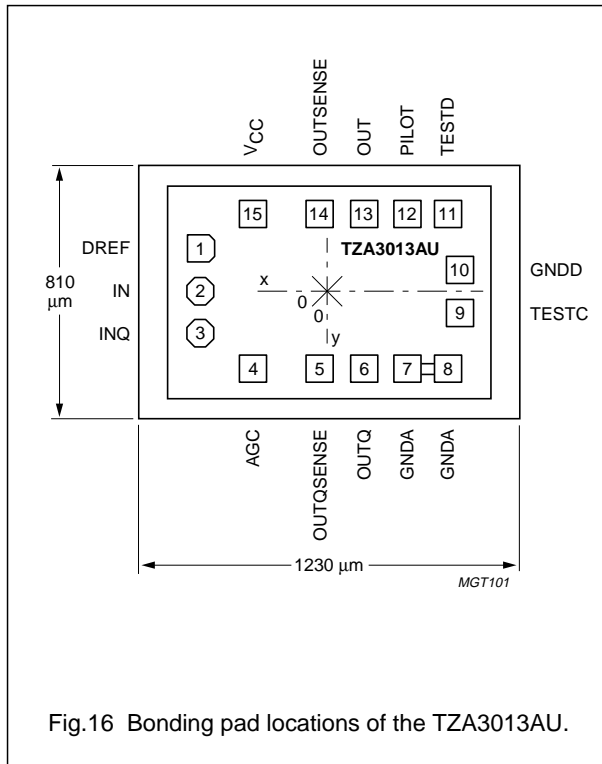 VCC
OUTSENSE
OUT
PILOT
TESTD
15
14
13
12
11
DREF
1
TZA3013AU
10
GNDD
810
µm
IN
2
x
0
0
9
TESTC
INQ
3
y
4
5
6
7
8
AGC
OUTQSENSE
OUTQ
GNDA
GNDA
1230 µm
MGT101
Fig.16 Bonding pad locations of the TZA3013AU.